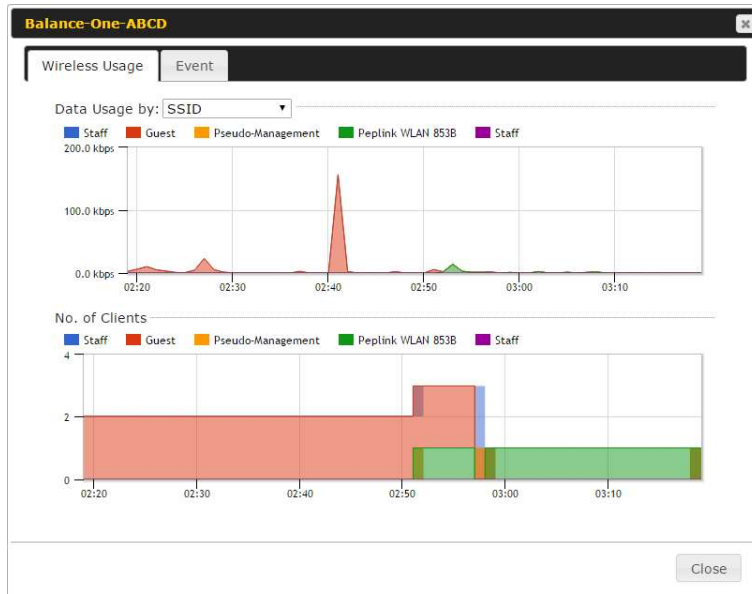 Balance-One-ABCD
Wireless Usage Event
Data Usage by: SSID
Staff Guest Pseudo-Management Peplink WLAN 853B Staff
200.0 kbps
100.0 kbps
0.0 kbps
02:20 02:30 02:40 02:50 03:00 03:10
No. of Clients
Staff Guest Pseudo-Management Peplink WLAN 853B Staff
4
2
0
02:20 02:30 02:40 02:50 03:00 03:10
Close